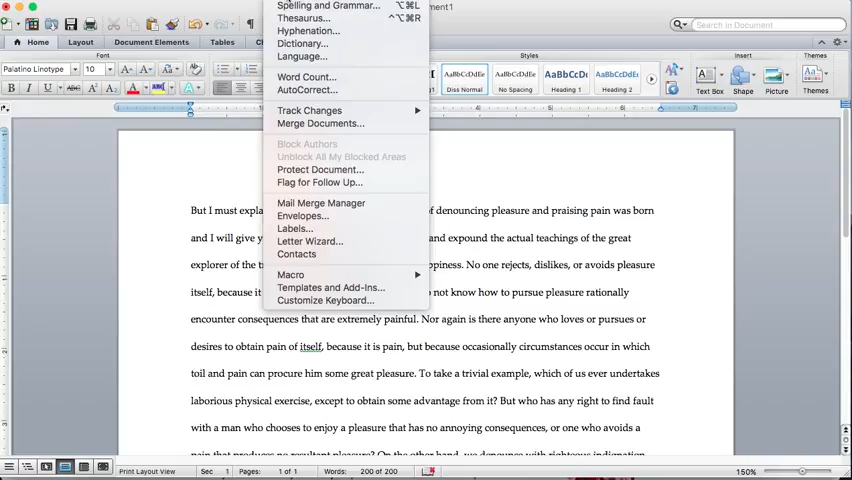 Spelling and Grammar... ⌥⌘L
Thesaurus... ^⌥⌘R
Hyphenation...
Dictionary...
Language...
Word Count...
AutoCorrect...
Track Changes
Merge Documents...
Block Authors
Unblock All My Blocked Areas
Protect Document...
Flag for Follow Up...
Mail Merge Manager
Envelopes...
Labels...
Letter Wizard...
Contacts
Macro
Templates and Add-Ins...
Customize Keyboard...
ment1
Search in Document
Home Layout Document Elements Tables
Font Styles Insert Themes
Palatino Linotype 10
AaBbCcDdEe AaBbCcDdEe AaBbCcDc AaBbCcDdEe
Diss Normal No Spacing Heading 1 Heading 2
Text Box Shape Picture Themes
But I must expla of denouncing pleasure and praising pain was born
and I will give y and expound the actual teachings of the great
explorer of the t ppiness. No one rejects, dislikes, or avoids pleasure
itself, because it o not know how to pursue pleasure rationally
encounter consequences that are extremely painful. Nor again is there anyone who loves or pursues or
desires to obtain pain of itself, because it is pain, but because occasionally circumstances occur in which
toil and pain can procure him some great pleasure. To take a trivial example, which of us ever undertakes
laborious physical exercise, except to obtain some advantage from it? But who has any right to find fault
with a man who chooses to enjoy a pleasure that has no annoying consequences, or one who avoids a
pain that produces no resultant pleasure? On the other hand, we denounce with righteous indignation
Print Layout View Sec 1 Pages: 1 of 1 Words: 200 of 200 150%